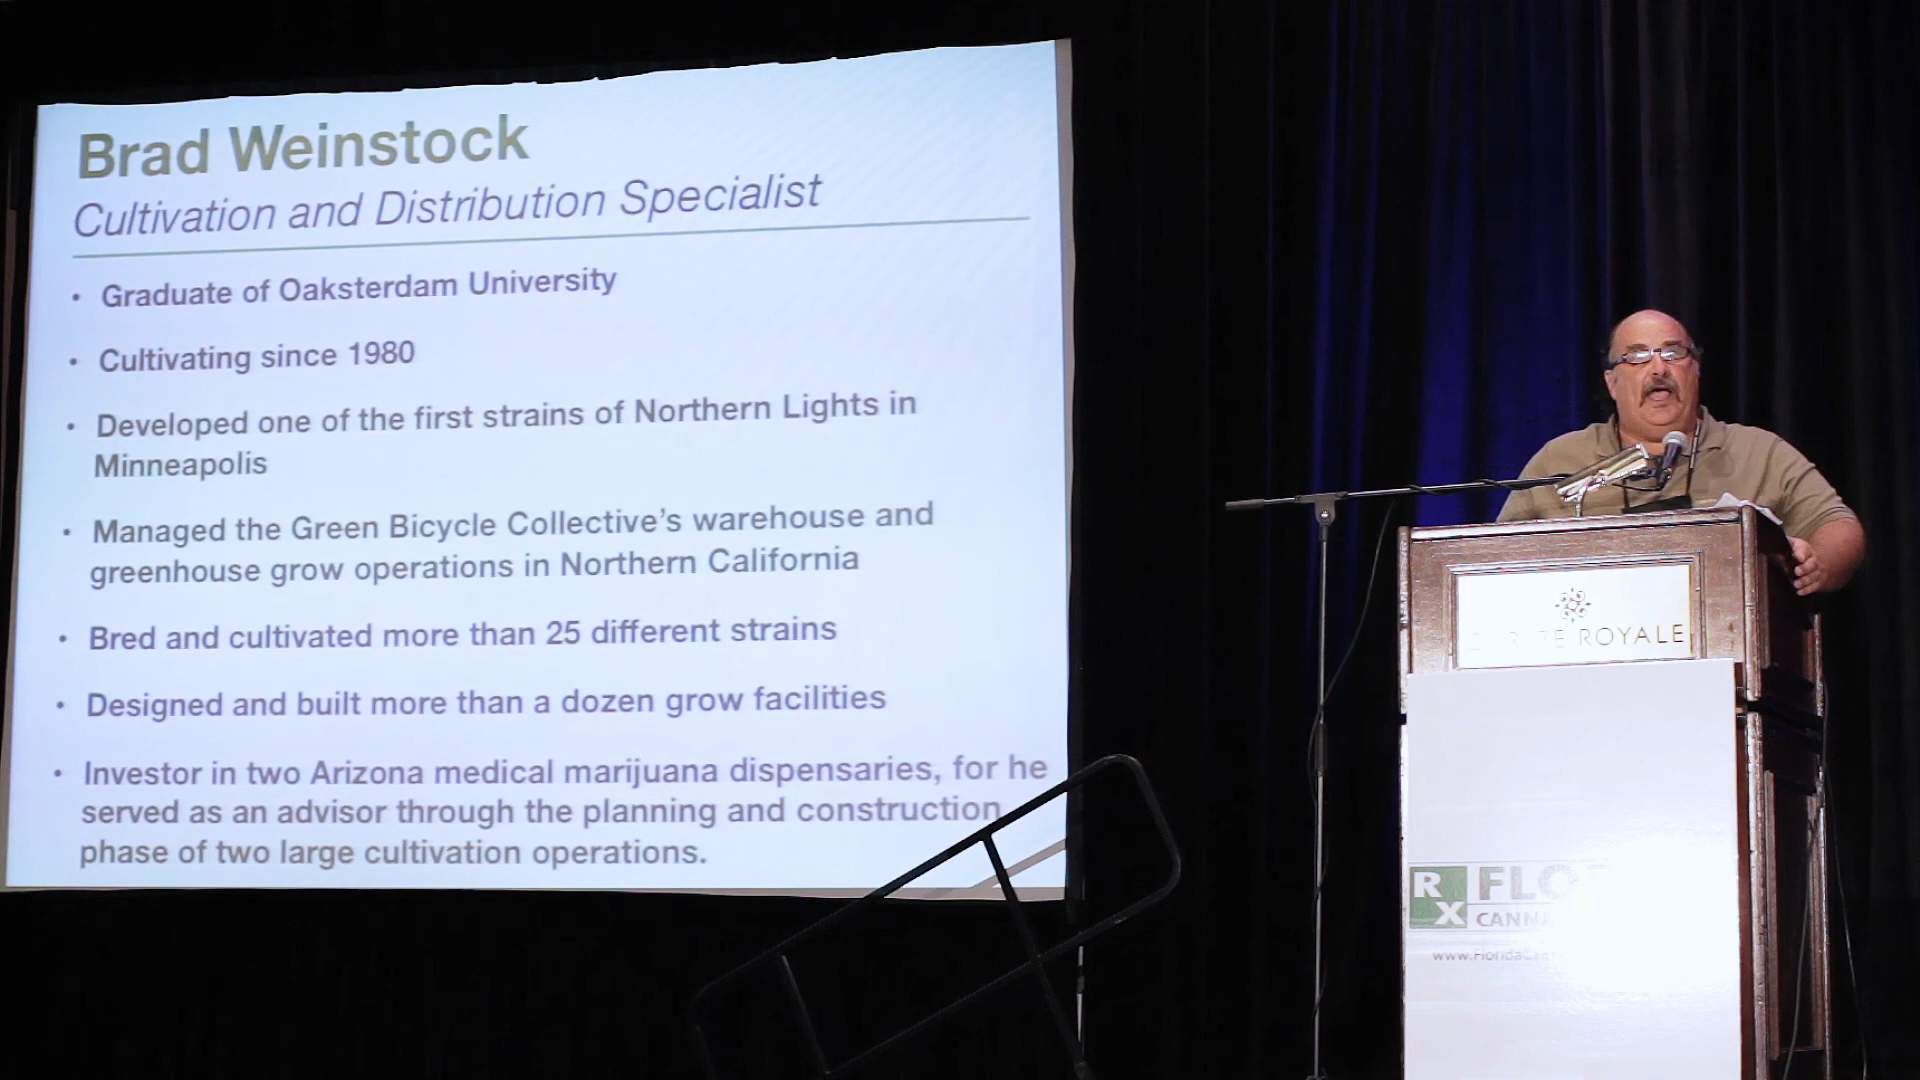 Brad Weinstock
Cultivation and Distribution Specialist
• Graduate of Oaksterdam University
• Cultivating since 1980
• Developed one of the first strains of Northern Lights in
Minneapolis
• Managed the Green Bicycle Collective's warehouse and
greenhouse grow operations in Northern California
• Bred and cultivated more than 25 different strains
• Designed and built more than a dozen grow facilities
• Investor in two Arizona medical marijuana dispensaries, for he
served as an advisor through the planning and construction
phase of two large cultivation operations.
ROYALE
RX